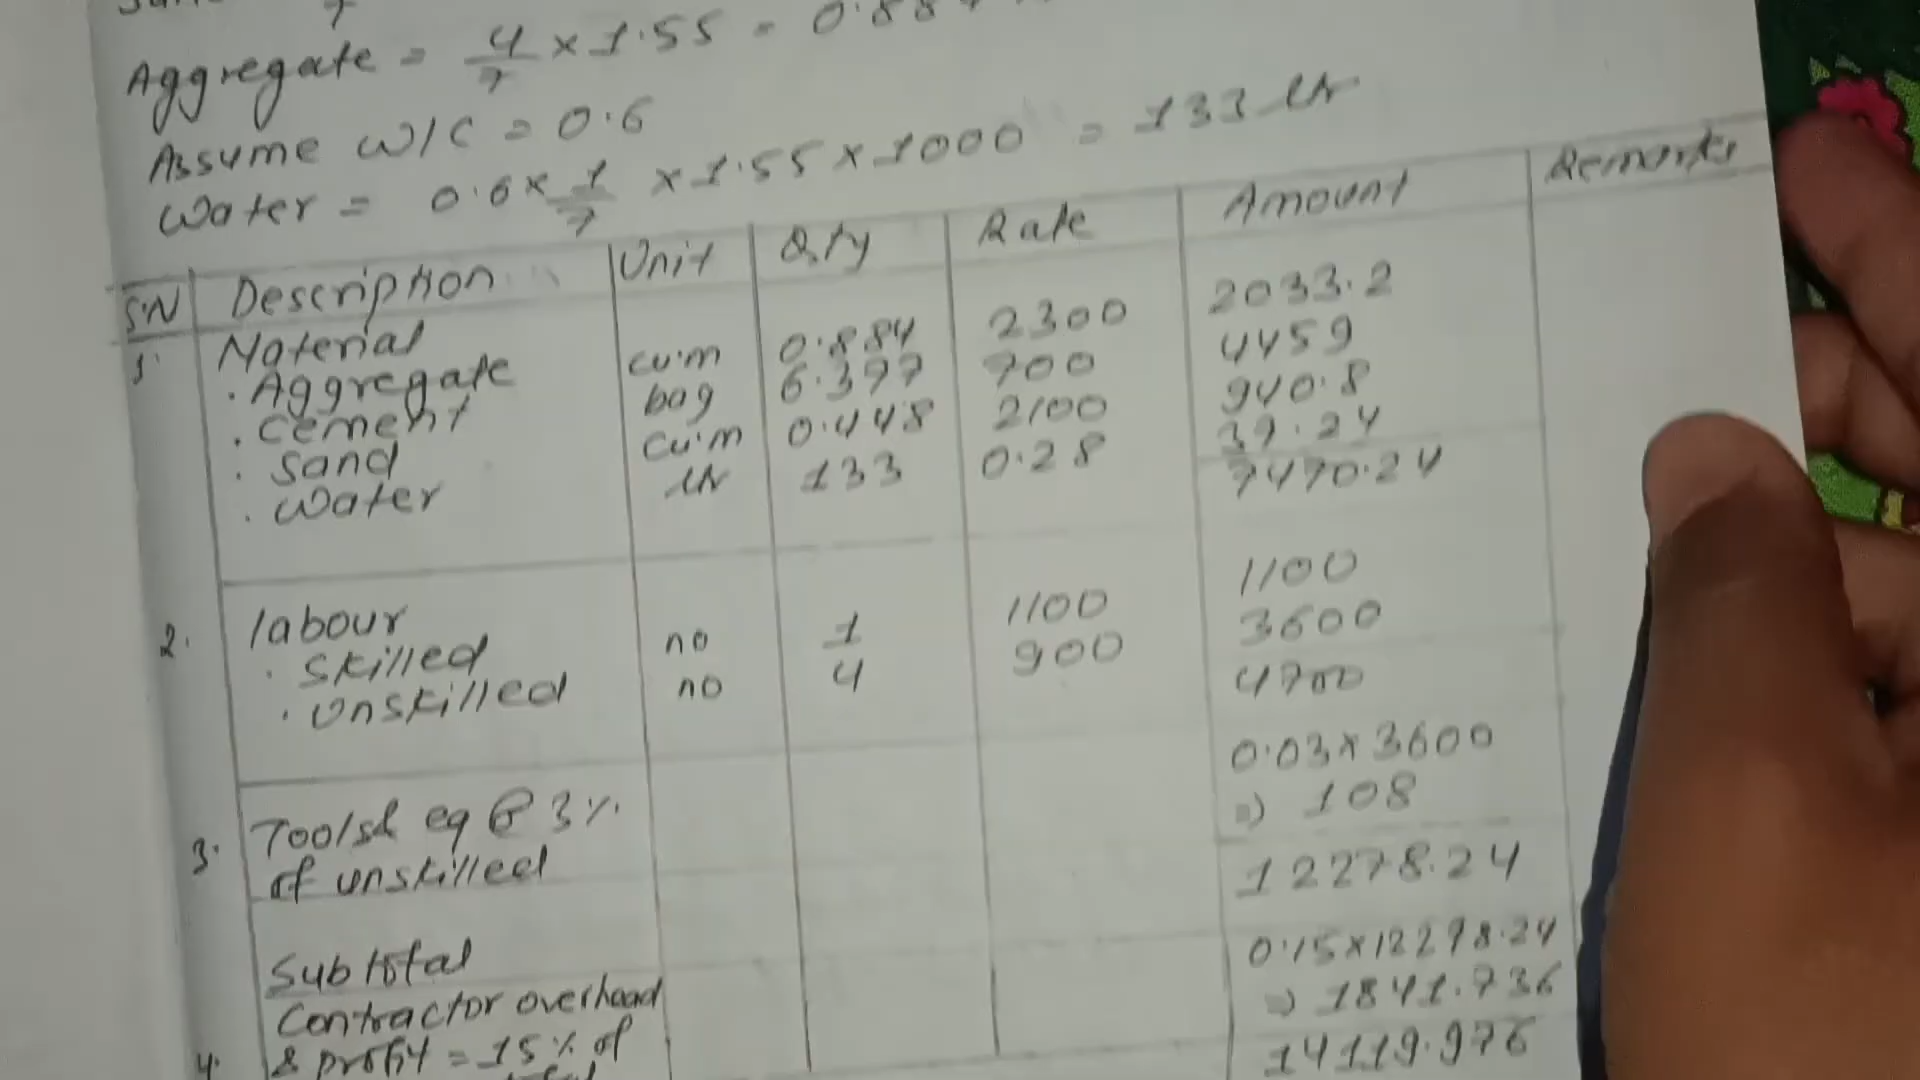 Aggregate = 4/7 × 1.55 = 0.884
Assume W/C = 0.6
Water = 0.6 × 1/7 × 1.55 × 1000 = 133 ltr
S.N Description Unit Qty Rate Amount Remarks
1. Material
. Aggregate cu.m 0.884 2300 2033.2
. Cement bag 6.397 700 4459
. Sand cu.m 0.448 2100 940.8
. Water ltr 133 0.28 37.24
7470.24
2. labour
. Skilled no 1 1100 1100
. Unskilled no 4 900 3600
4700
3. Tools & eq @ 3% 0.03 × 3600
of unskilled => 108
Subtotal 12278.24
Contractor overhead 0.15×12278.24
4. & profit = 15% of => 1841.736
14119.976